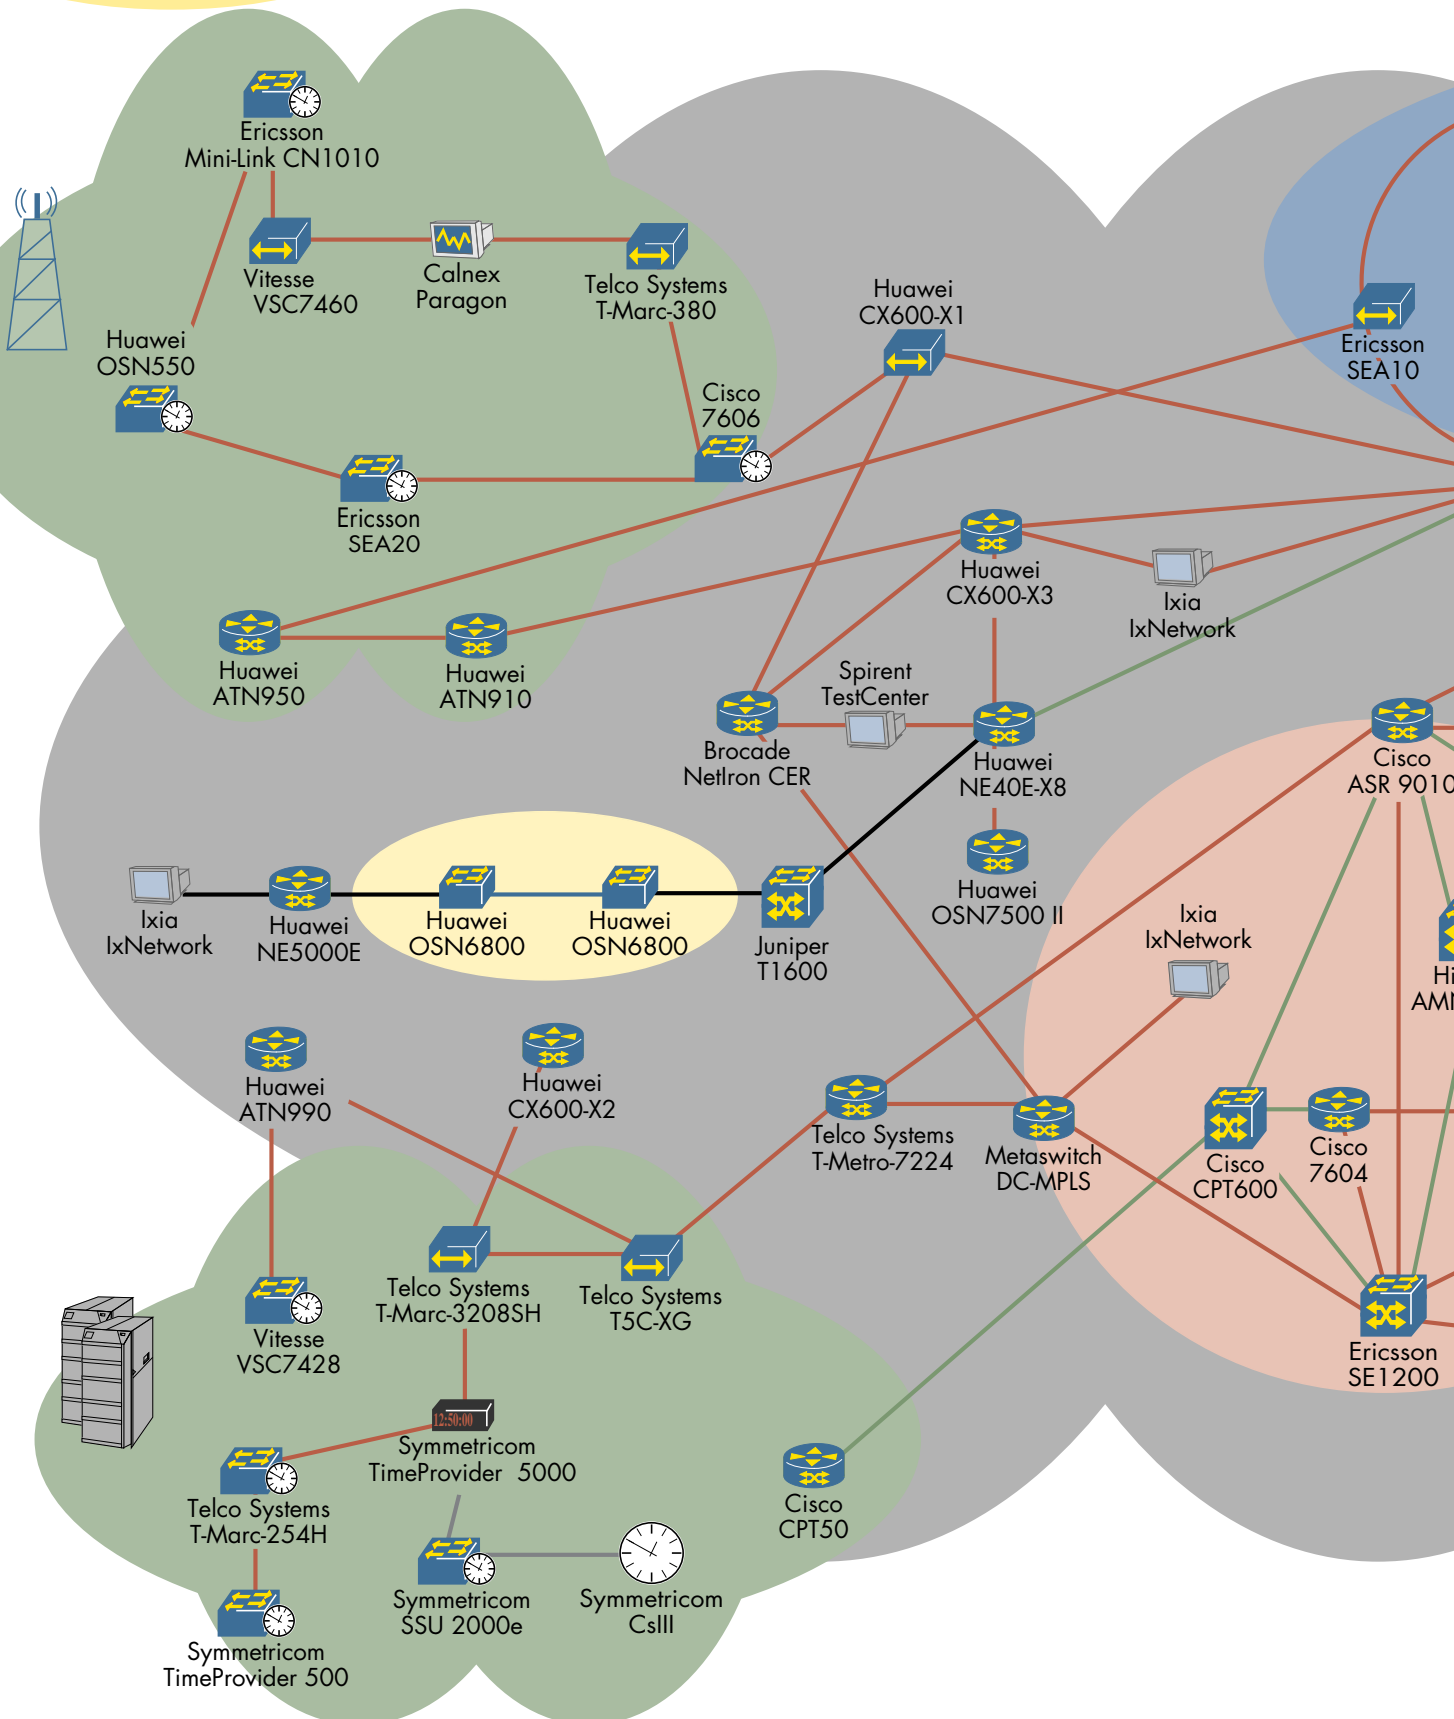 Ericsson
Mini-Link CN1010
Vitesse
VSC7460
Calnex
Paragon
Telco Systems
T-Marc-380
Huawei
CX600-X1
Huawei
OSN550
Ericsson
SEA10
Cisco
7606
Ericsson
SEA20
Huawei
CX600-X3
Ixia
IxNetwork
Huawei
ATN950
Huawei
ATN910
Spirent
TestCenter
Brocade
NetIron CER
Huawei
NE40E-X8
Cisco
ASR 9010
Huawei
OSN7500 II
Ixia
IxNetwork
Huawei
NE5000E
Huawei
OSN6800
Huawei
OSN6800
Juniper
T1600
Ixia
IxNetwork
Hi
AMN
Huawei
ATN990
Huawei
CX600-X2
Telco Systems
T-Metro-7224
Metaswitch
DC-MPLS
Cisco
CPT600
Cisco
7604
Telco Systems
T-Marc-3208SH
Telco Systems
T5C-XG
Vitesse
VSC7428
Ericsson
SE1200
12:50:00
Symmetricom
TimeProvider 5000
Telco Systems
T-Marc-254H
Cisco
CPT50
Symmetricom
SSU 2000e
Symmetricom
CsIII
Symmetricom
TimeProvider 500